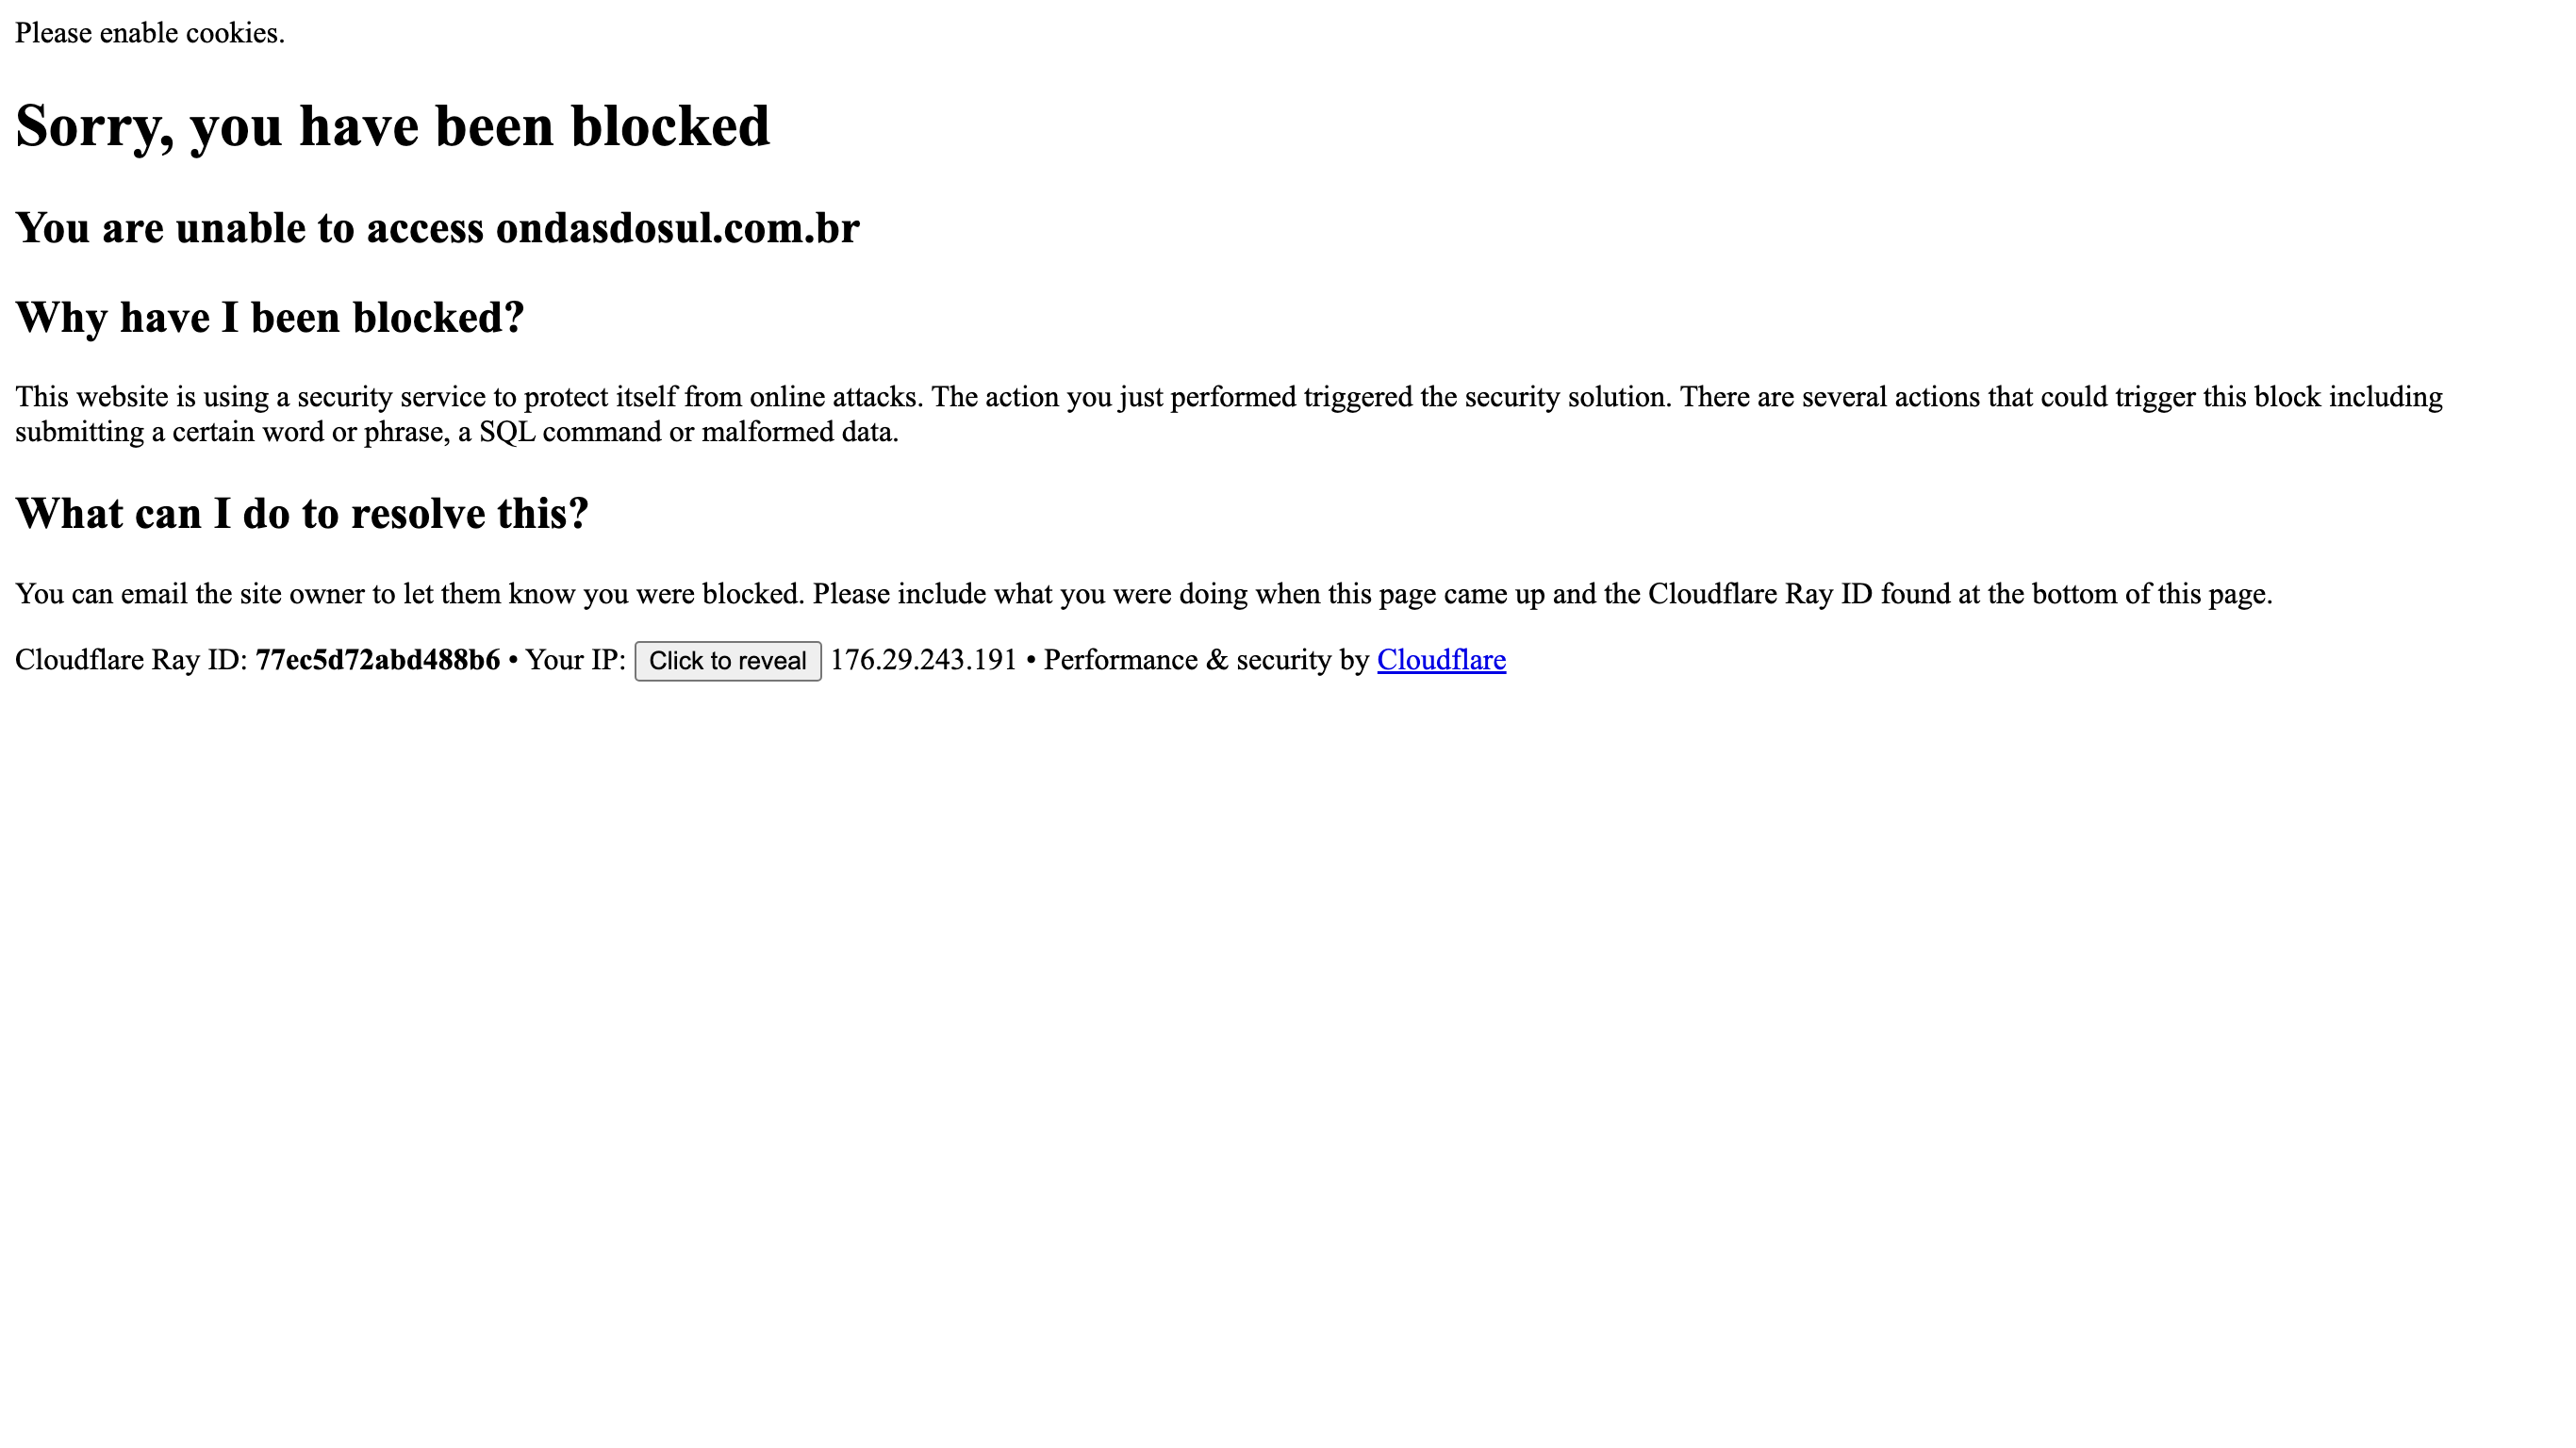 Please enable cookies.
Sorry, you have been blocked
You are unable to access ondasdosul.com.br
Why have I been blocked?
This website is using a security service to protect itself from online attacks. The action you just performed triggered the security solution. There are several actions that could trigger this block including
submitting a certain word or phrase, a SQL command or malformed data.
What can I do to resolve this?
You can email the site owner to let them know you were blocked. Please include what you were doing when this page came up and the Cloudflare Ray ID found at the bottom of this page.
Cloudflare Ray ID: 77ec5d72abd488b6 • Your IP: Click to reveal 176.29.243.191 • Performance & security by Cloudflare